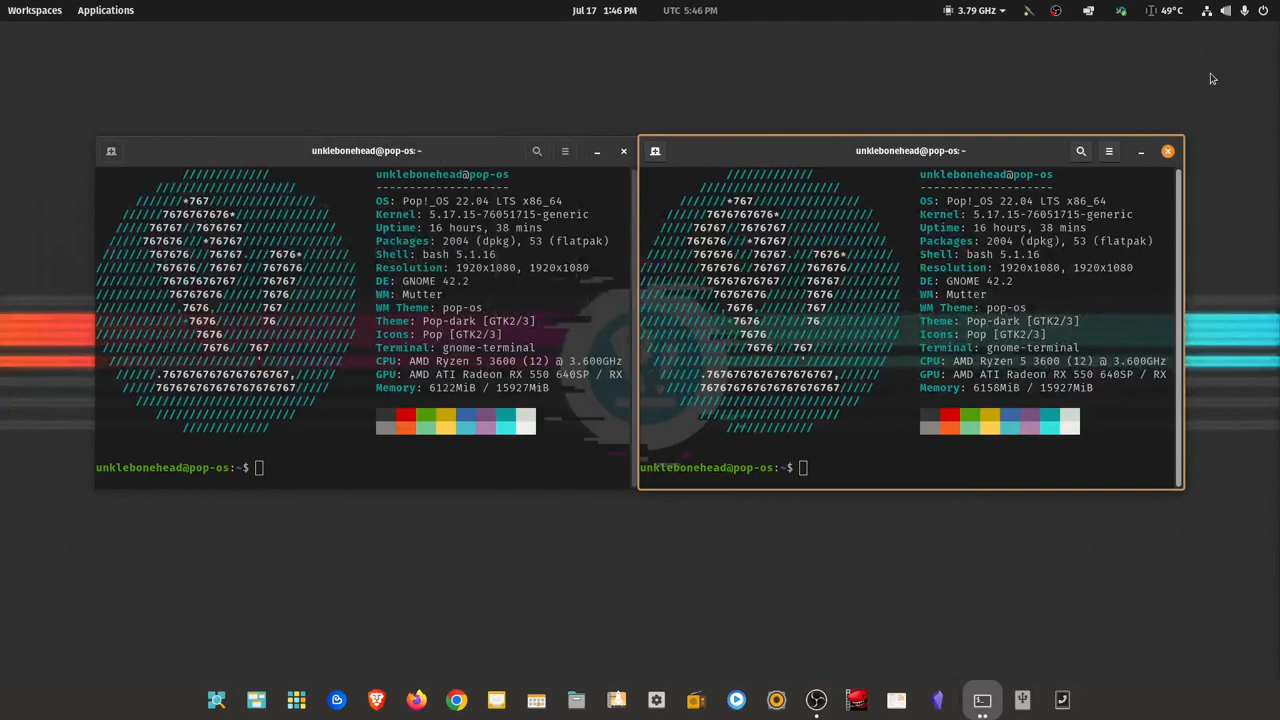 Workspaces Applications Jul 17 1:46 PM UTC 5:46 PM 3.79 GHz 49°C
unklebonehead@pop-os: ~
unklebonehead@pop-os
--------------------
OS: Pop!_OS 22.04 LTS x86_64
Kernel: 5.17.15-76051715-generic
Uptime: 16 hours, 38 mins
Packages: 2004 (dpkg), 53 (flatpak)
Shell: bash 5.1.16
Resolution: 1920x1080, 1920x1080
DE: GNOME 42.2
WM: Mutter
WM Theme: pop-os
Theme: Pop-dark [GTK2/3]
Icons: Pop [GTK2/3]
Terminal: gnome-terminal
CPU: AMD Ryzen 5 3600 (12) @ 3.600GHz
GPU: AMD ATI Radeon RX 550 640SP / RX
Memory: 6122MiB / 15927MiB
unklebonehead@pop-os:~$
unklebonehead@pop-os: ~
unklebonehead@pop-os
--------------------
OS: Pop!_OS 22.04 LTS x86_64
Kernel: 5.17.15-76051715-generic
Uptime: 16 hours, 38 mins
Packages: 2004 (dpkg), 53 (flatpak)
Shell: bash 5.1.16
Resolution: 1920x1080, 1920x1080
DE: GNOME 42.2
WM: Mutter
WM Theme: pop-os
Theme: Pop-dark [GTK2/3]
Icons: Pop [GTK2/3]
Terminal: gnome-terminal
CPU: AMD Ryzen 5 3600 (12) @ 3.600GHz
GPU: AMD ATI Radeon RX 550 640SP / RX
Memory: 6158MiB / 15927MiB
unklebonehead@pop-os:~$